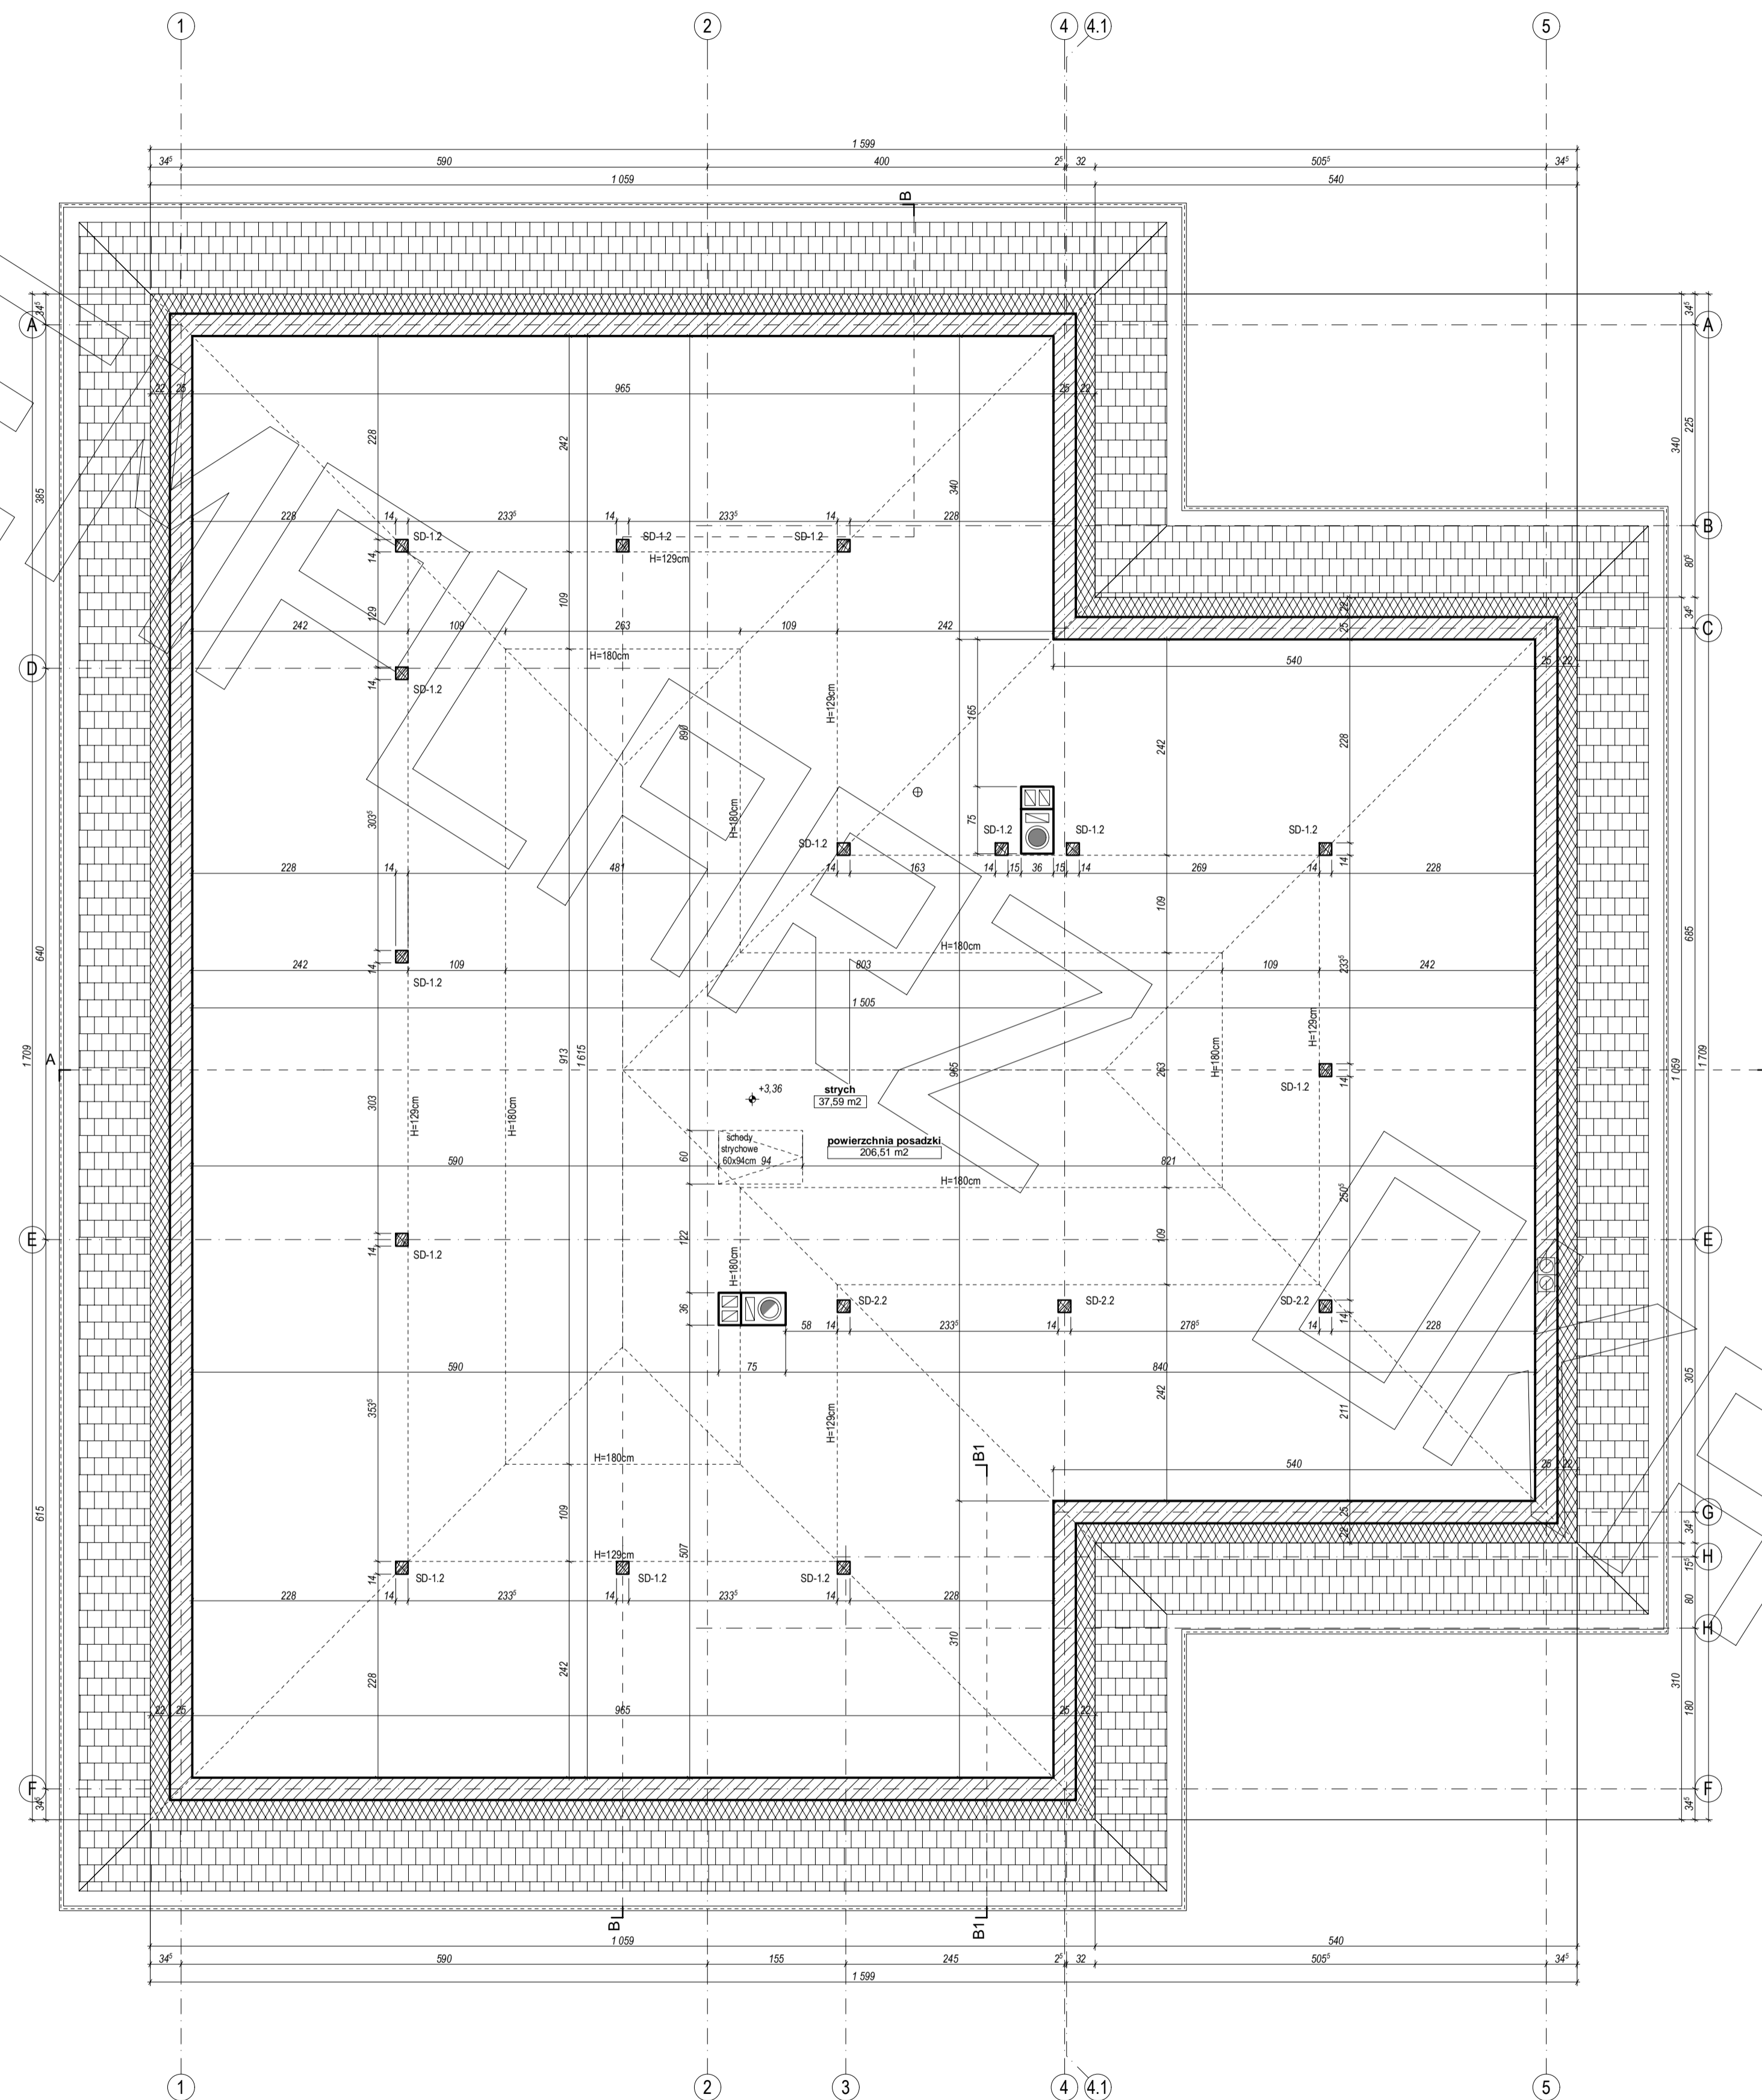 1
2
4
4.1
5
1 599
34⁵
590
400
2⁵
32
505⁵
34⁵
1 059
540
B
34⁵
34⁵
A
A
22
25
965
25
22
225
340
385
228
242
340
228
14
233⁵
14
233⁵
14
228
B
SD-1.2
SD-1.2
SD-1.2
14
H=129cm
80⁵
22
129
109
34⁵
242
109
263
109
242
25
C
H=180cm
D
540
25
22
14
SD-1.2
H=129cm
165
890
242
228
303⁵
H=180cm
75
SD-1.2
SD-1.2
SD-1.2
SD-1.2
14
228
14
481
14
163
14
15
36
15
14
269
14
228
109
640
685
H=180cm
14
242
109
803
109
233⁵
242
SD-1.2
1 505
H=129cm
1 709
913
1 615
965
263
H=180cm
1 059
1 709
A
14
SD-1.2
+3,36
strych
37,59 m2
303
H=129cm
H=180cm
schody
strychowe
60x94cm
94
60
powierzchnia posadzki
206,51 m2
590
821
H=180cm
250⁵
E
122
109
E
14
SD-1.2
H=180cm
36
SD-2.2
SD-2.2
SD-2.2
14
58
14
233⁵
14
278⁵
14
228
590
75
840
305
353⁵
H=129cm
242
211
H=180cm
B1
540
25
22
615
109
25
G
34⁵
507
22
H=129cm
H
15⁵
14
SD-1.2
SD-1.2
SD-1.2
228
14
233⁵
14
233⁵
14
228
80
310
H
228
242
310
180
22
25
965
25
22
F
F
34⁵
34⁵
B
B1
1 059
540
34⁵
590
155
245
2⁵
32
505⁵
34⁵
1 599
1
2
3
4
4.1
5